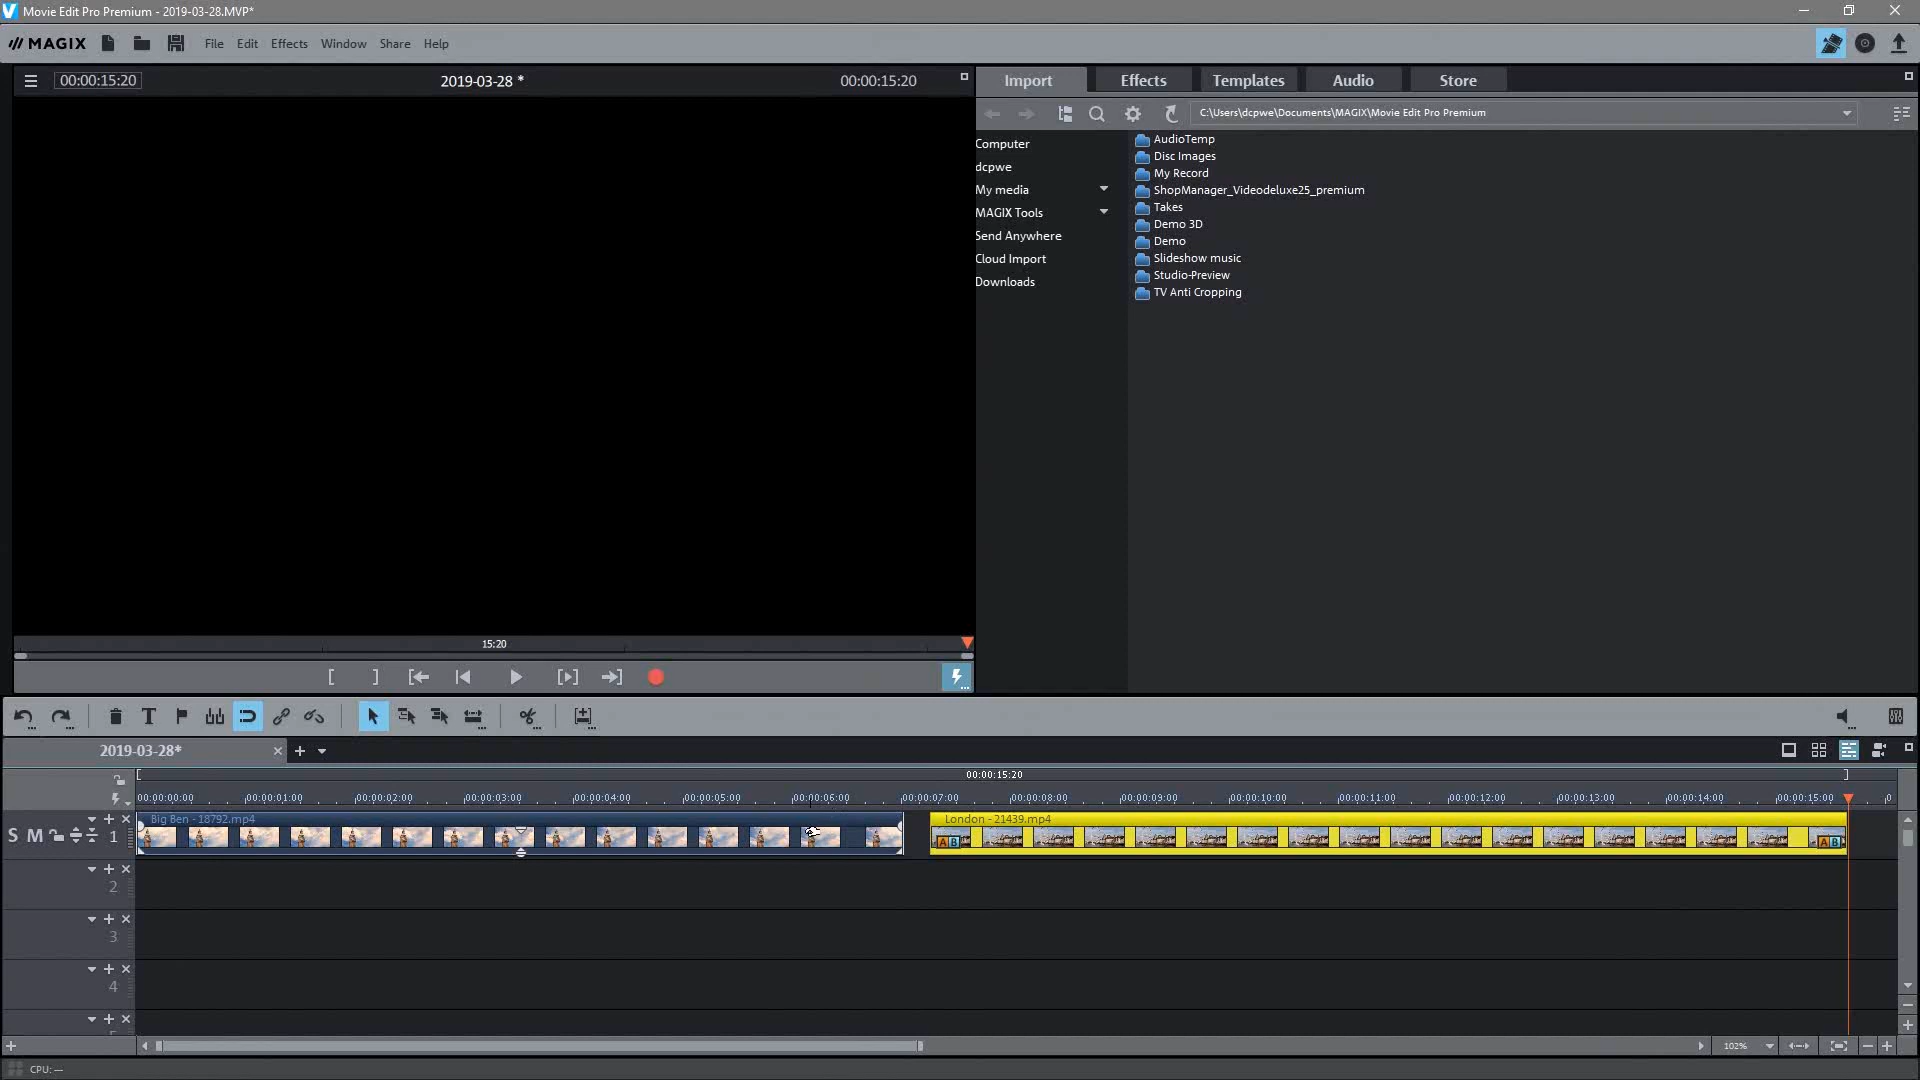 Movie Edit Pro Premium - 2019-03-28.MVP*
MAGIX File Edit Effects Window Share Help
00:00:15:20 2019-03-28 * 00:00:15:20
Import Effects Templates Audio Store
C:\Users\dcpwe\Documents\MAGIX\Movie Edit Pro Premium
Computer
dcpwe
My media
MAGIX Tools
Send Anywhere
Cloud Import
Downloads
AudioTemp
Disc Images
My Record
ShopManager_Videodeluxe25_premium
Takes
Demo 3D
Demo
Slideshow music
Studio-Preview
TV Anti Cropping
15:20
2019-03-28*
00:00:15:20
00:00:00:00 00:00:01:00 00:00:02:00 00:00:03:00 00:00:04:00 00:00:05:00 00:00:06:00 00:00:07:00 00:00:08:00 00:00:09:00 00:00:10:00 00:00:11:00 00:00:12:00 00:00:13:00 00:00:14:00 00:00:15:00 0
Big Ben - 18792.mp4 London - 21439.mp4
S M 1
A B A B
2
3
4
102%
CPU: —